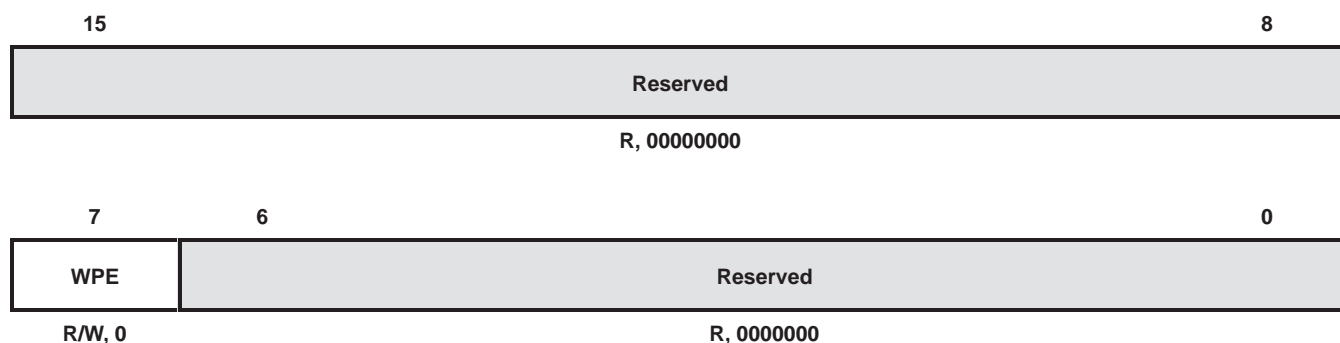 15 8
Reserved
R, 00000000
7 6 0
WPE Reserved
R/W, 0 R, 0000000